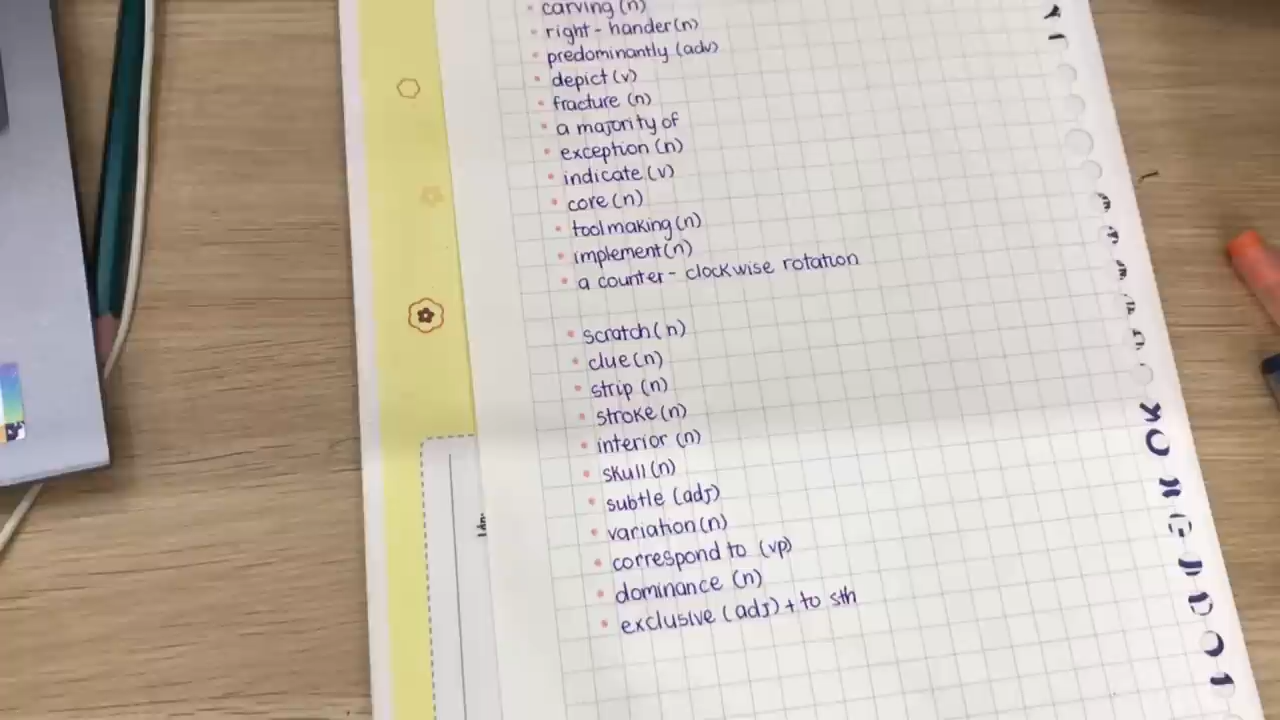 • carving (n)
• right-hander (n)
• predominantly (adv)
• depict (v)
• fracture (n)
• a majority of
• exception (n)
• indicate (v)
• core (n)
• toolmaking (n)
• implement (n)
• a counter-clockwise rotation
• scratch (n)
• clue (n)
• strip (n)
• stroke (n)
• interior (n)
• skull (n)
• subtle (adj)
• variation (n)
• correspond to (vp)
• dominance (n)
• exclusive (adj) + to sth